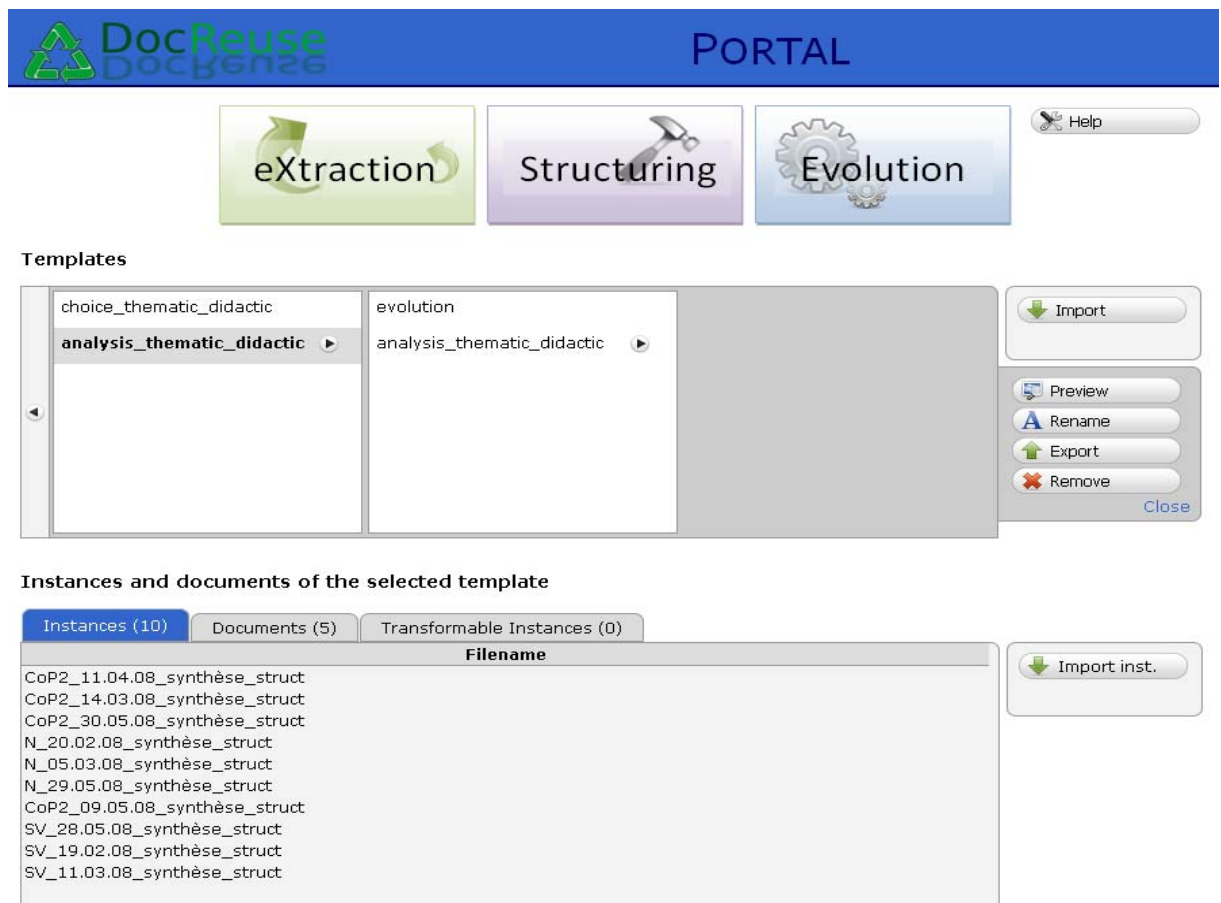 DocReuse
PORTAL
eXtraction
Structuring
Evolution
Help
Templates
choice_thematic_didactic
analysis_thematic_didactic
evolution
analysis_thematic_didactic
Import
Preview
Rename
Export
Remove
Close
Instances and documents of the selected template
Instances (10)
Documents (5)
Transformable Instances (0)
Filename
CoP2_11.04.08_synthèse_struct
CoP2_14.03.08_synthèse_struct
CoP2_30.05.08_synthèse_struct
N_20.02.08_synthèse_struct
N_05.03.08_synthèse_struct
N_29.05.08_synthèse_struct
CoP2_09.05.08_synthèse_struct
SV_28.05.08_synthèse_struct
SV_19.02.08_synthèse_struct
SV_11.03.08_synthèse_struct
Import inst.